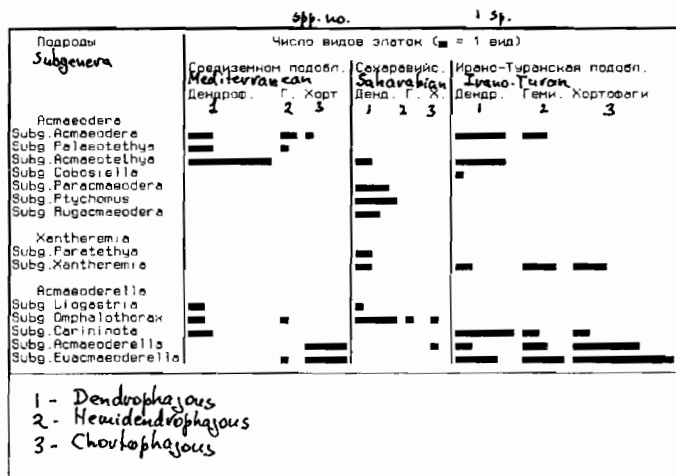 spp. no. 1 sp.
Подроды Число видов златок (■ = 1 вид)
Subgenera
Средиземном подобл. Сахаравийс. Ирано-Туранская подобл.
Mediterranean Saharabian Irano-Turan
Дендроф. Г. Хорт Денд. Г. Х. Дендр. Геми. Хортофаги
1 2 3 1 2 3 1 2 3
Acmaeodera
Subg.Acmaeodera
Subg Palaeotethya
Subg.Acmaeotethya
Subg Cobosiella
Subg.Paracmaeodera
Subg.Ptychomus
Subg Rugacmaeodera
Xantheremia
Subg.Paratethya
Subg.Xantheremia
Acmaeoderella
Subg Liogastria
Subg Omphalothorax
Subg.Carininota
Subg.Acmaeoderella
Subg.Euacmaeoderella
1 - Dendrophagous
2 - Hemidendrophagous
3 - Chortophagous